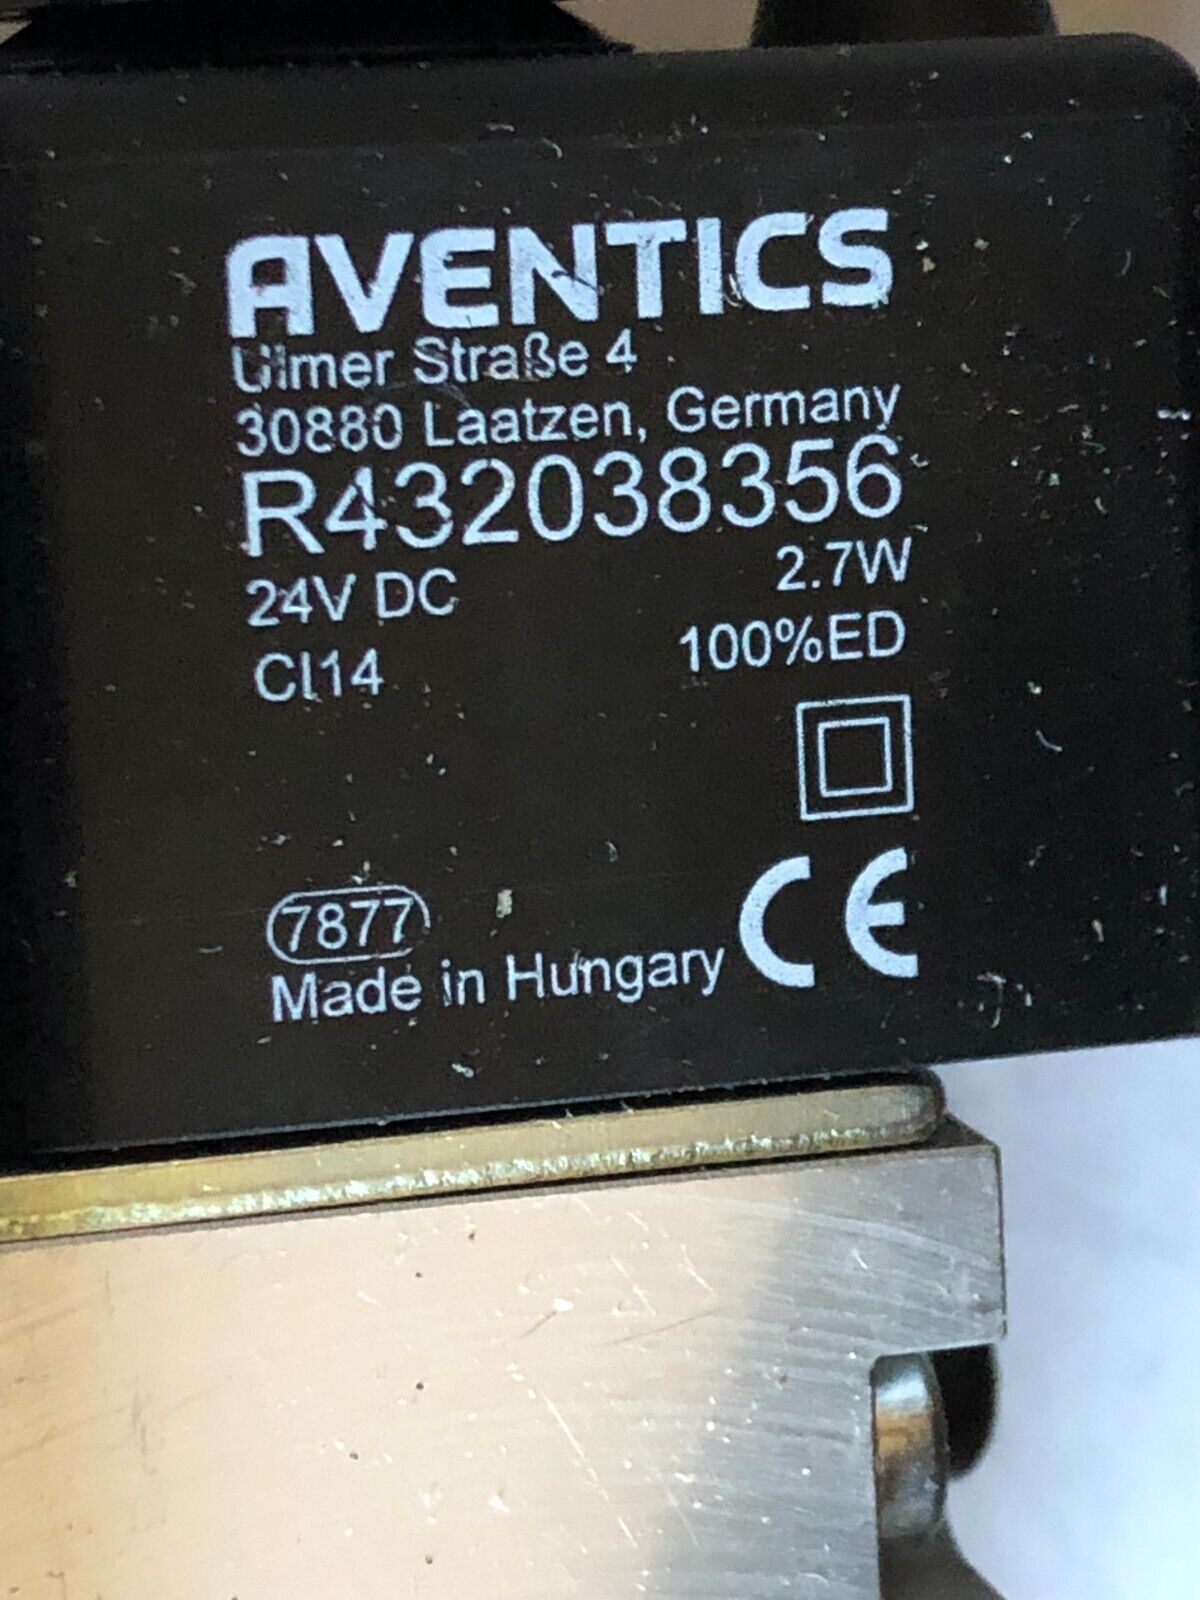 AVENTICS
Ulmer Straße 4
30880 Laatzen, Germany
R432038356
24V DC 2.7W
CI14 100%ED
7877
Made in Hungary CE